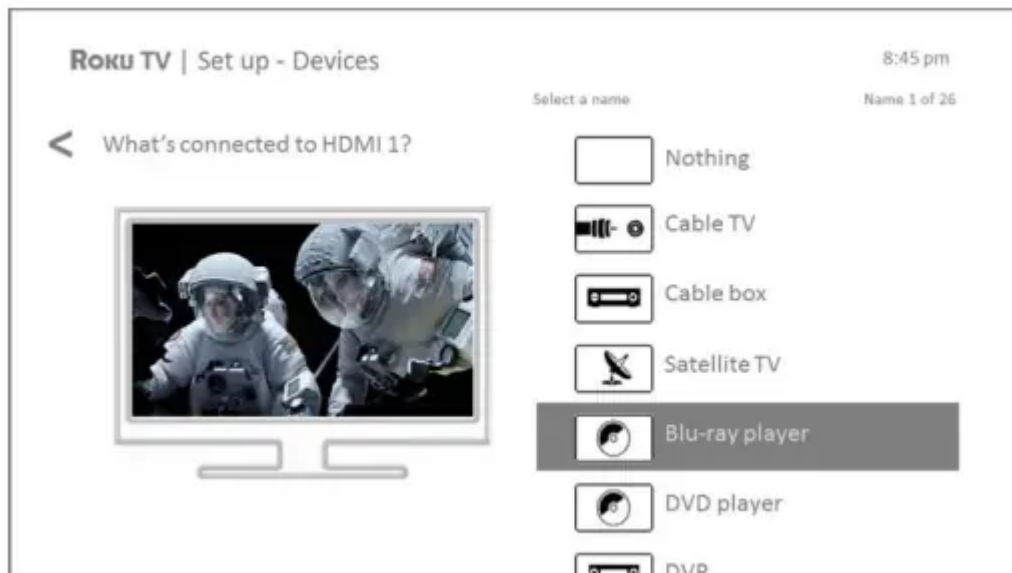 ROKU TV | Set up - Devices
8:45 pm
Select a name
Name 1 of 26
< What's connected to HDMI 1?
Nothing
Cable TV
Cable box
Satellite TV
Blu-ray player
DVD player
DVR